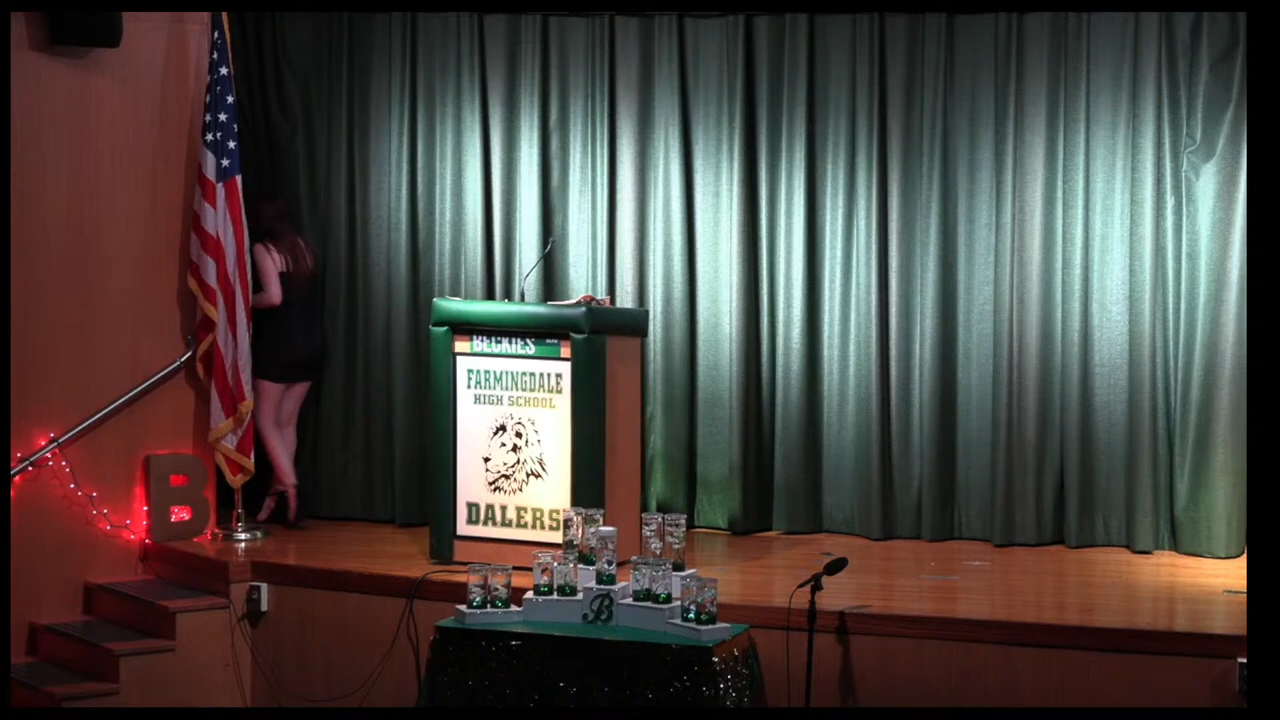 BECKIES
FARMINGDALE
HIGH SCHOOL
DALERS
B
B